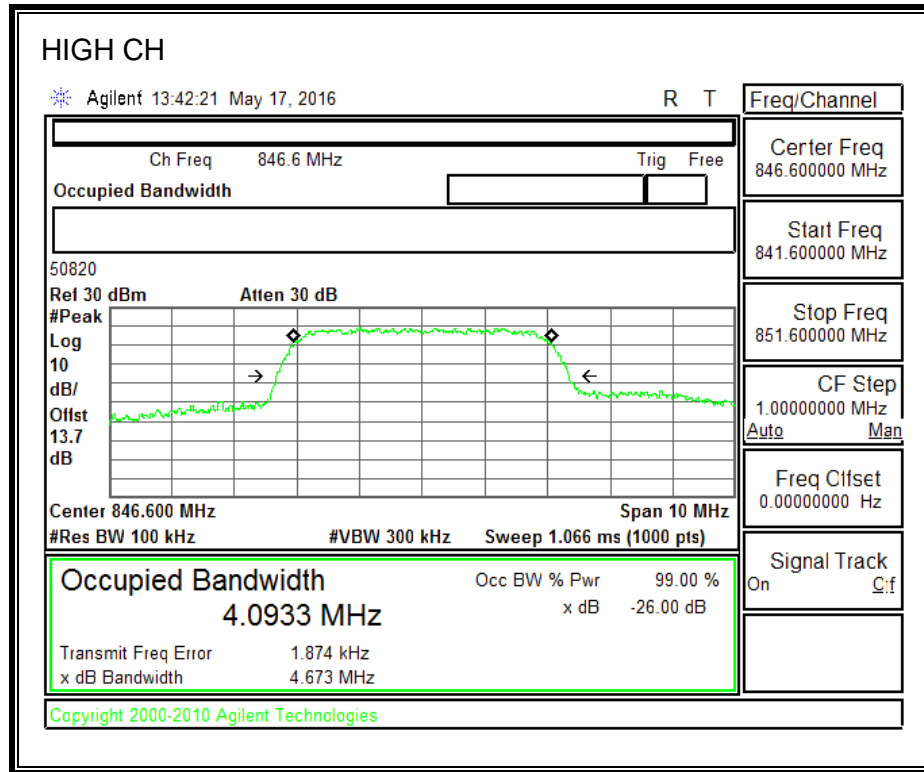 HIGH CH
Agilent 13:42:21 May 17, 2016 R T
Freq/Channel
Ch Freq 846.6 MHz Trig Free
Occupied Bandwidth
Center Freq
846.600000 MHz
Start Freq
841.600000 MHz
Stop Freq
851.600000 MHz
CF Step
1.00000000 MHz
Auto Man
Freq Offset
0.00000000 Hz
Signal Track
On Off
50820
Ref 30 dBm Atten 30 dB
#Peak
Log
10
dB/
Offst
13.7
dB
Center 846.600 MHz Span 10 MHz
#Res BW 100 kHz #VBW 300 kHz Sweep 1.066 ms (1000 pts)
Occupied Bandwidth Occ BW % Pwr 99.00 %
4.0933 MHz x dB -26.00 dB
Transmit Freq Error 1.874 kHz
x dB Bandwidth 4.673 MHz
Copyright 2000-2010 Agilent Technologies